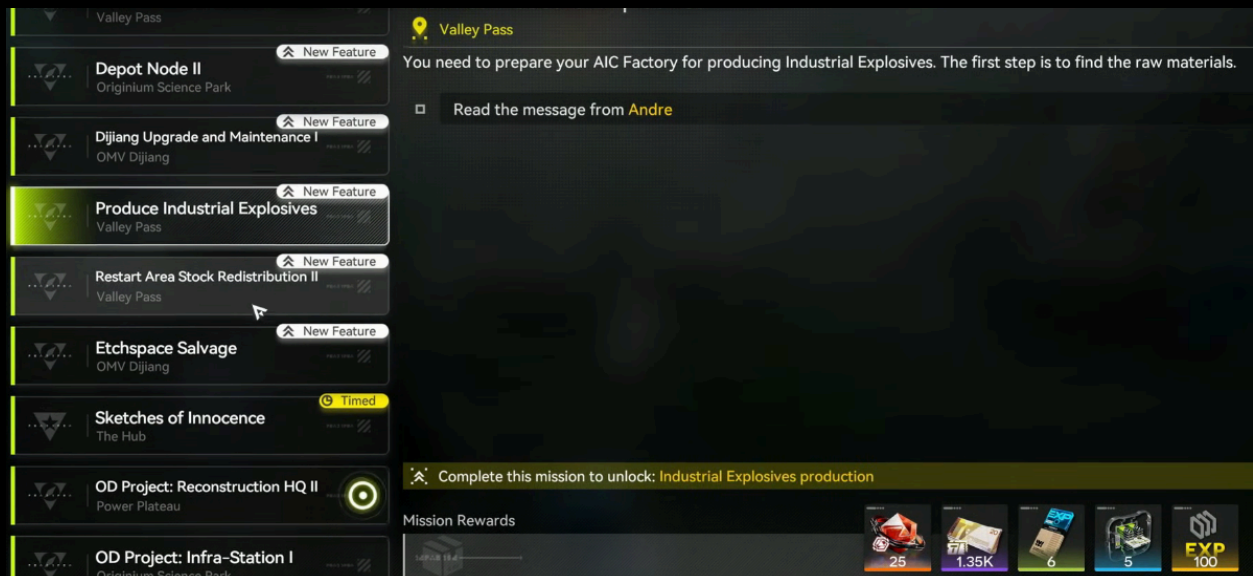 Valley Pass
New Feature
Depot Node II
Originium Science Park
New Feature
Dijiang Upgrade and Maintenance I
OMV Dijiang
New Feature
Produce Industrial Explosives
Valley Pass
New Feature
Restart Area Stock Redistribution II
Valley Pass
New Feature
Etchspace Salvage
OMV Dijiang
Timed
Sketches of Innocence
The Hub
OD Project: Reconstruction HQ II
Power Plateau
OD Project: Infra-Station I
Originium Science Park
Valley Pass
You need to prepare your AIC Factory for producing Industrial Explosives. The first step is to find the raw materials.
Read the message from Andre
Complete this mission to unlock: Industrial Explosives production
Mission Rewards
25
1.35K
EXP
6
5
EXP
100